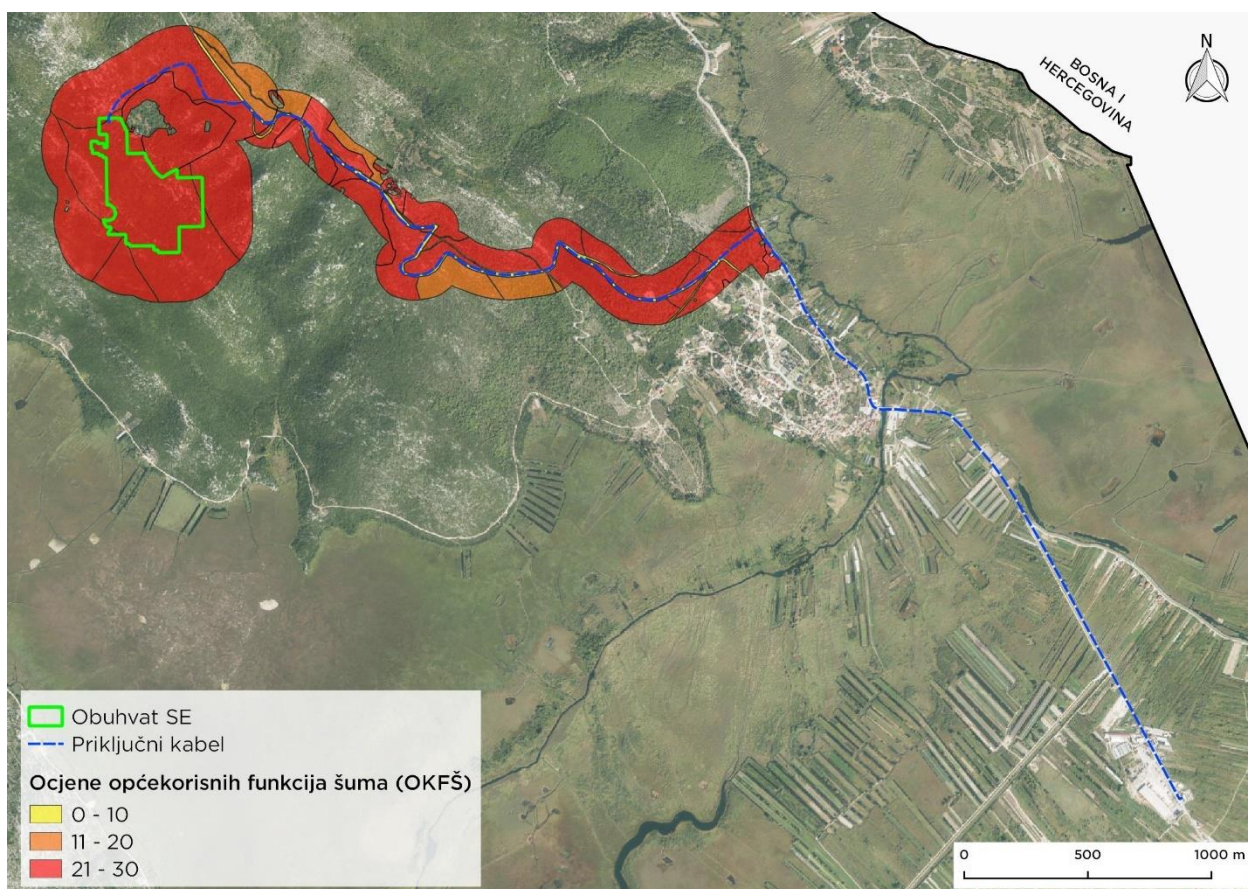 N
BOSNA I
HERCEGOVINA
Obuhvat SE
Priključni kabel
Ocjene općekorisnih funkcija šuma (OKFŠ)
0 - 10
11 - 20
21 - 30
0 500 1000 m